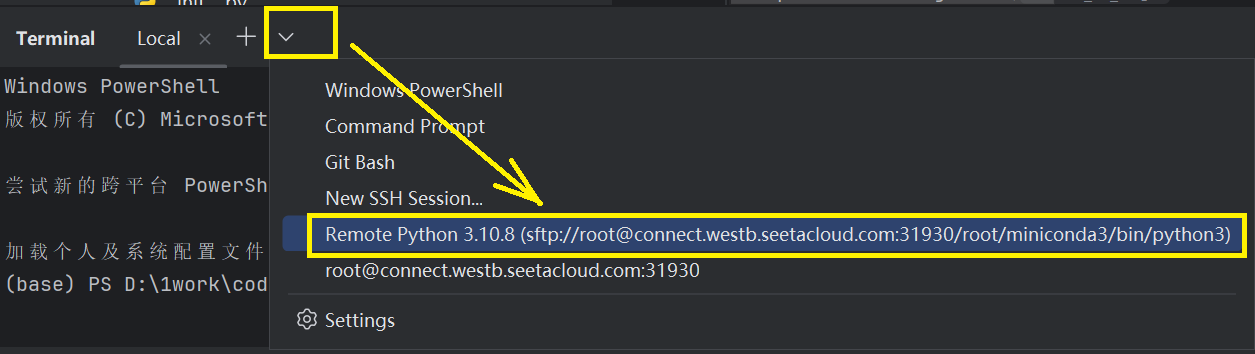 Terminal
Local
Windows PowerShell
版权所有 (C) Microsoft
尝试新的跨平台 PowerSh
加载个人及系统配置文件
(base) PS D:\1work\cod
Windows PowerShell
Command Prompt
Git Bash
New SSH Session...
Remote Python 3.10.8 (sftp://root@connect.westb.seetacloud.com:31930/root/miniconda3/bin/python3)
root@connect.westb.seetacloud.com:31930
Settings